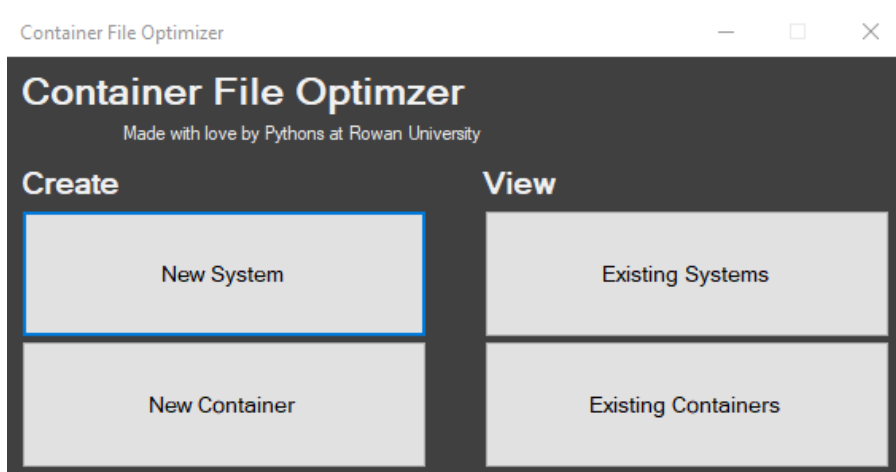 Container File Optimizer
Container File Optimzer
Made with love by Pythons at Rowan University
Create
View
New System
Existing Systems
New Container
Existing Containers